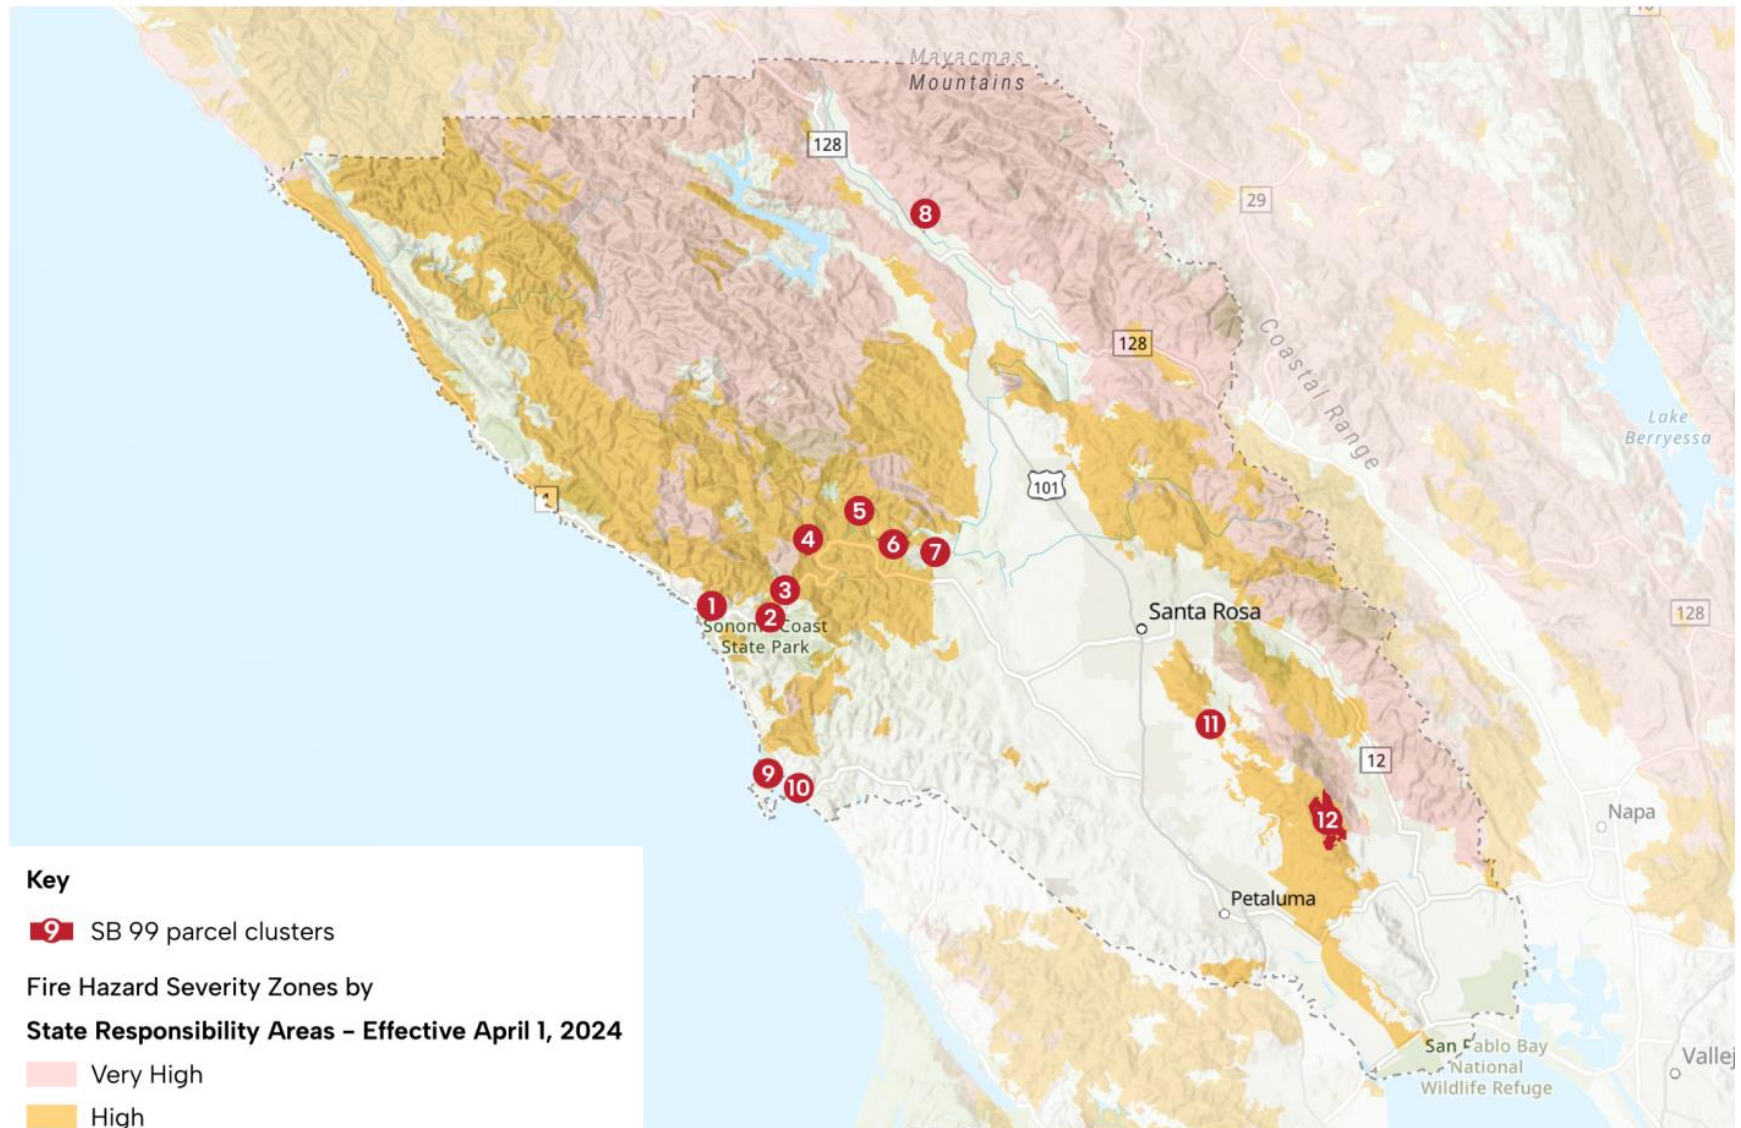 Mayacmas
Mountains
128
29
8
128
Coastal Range
Lake
Berryessa
101
1
5
4
6
7
3
1
2
Sonoma Coast
State Park
Santa Rosa
128
11
9
10
12
12
Napa
Petaluma
San Pablo Bay
National
Wildlife Refuge
Vallej
Key
9 SB 99 parcel clusters
Fire Hazard Severity Zones by
State Responsibility Areas – Effective April 1, 2024
Very High
High